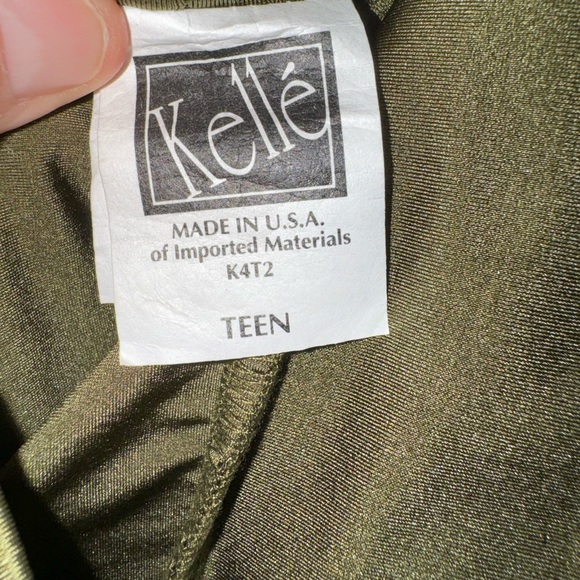 Kellé
MADE IN U.S.A.
of Imported Materials
K4T2
TEEN